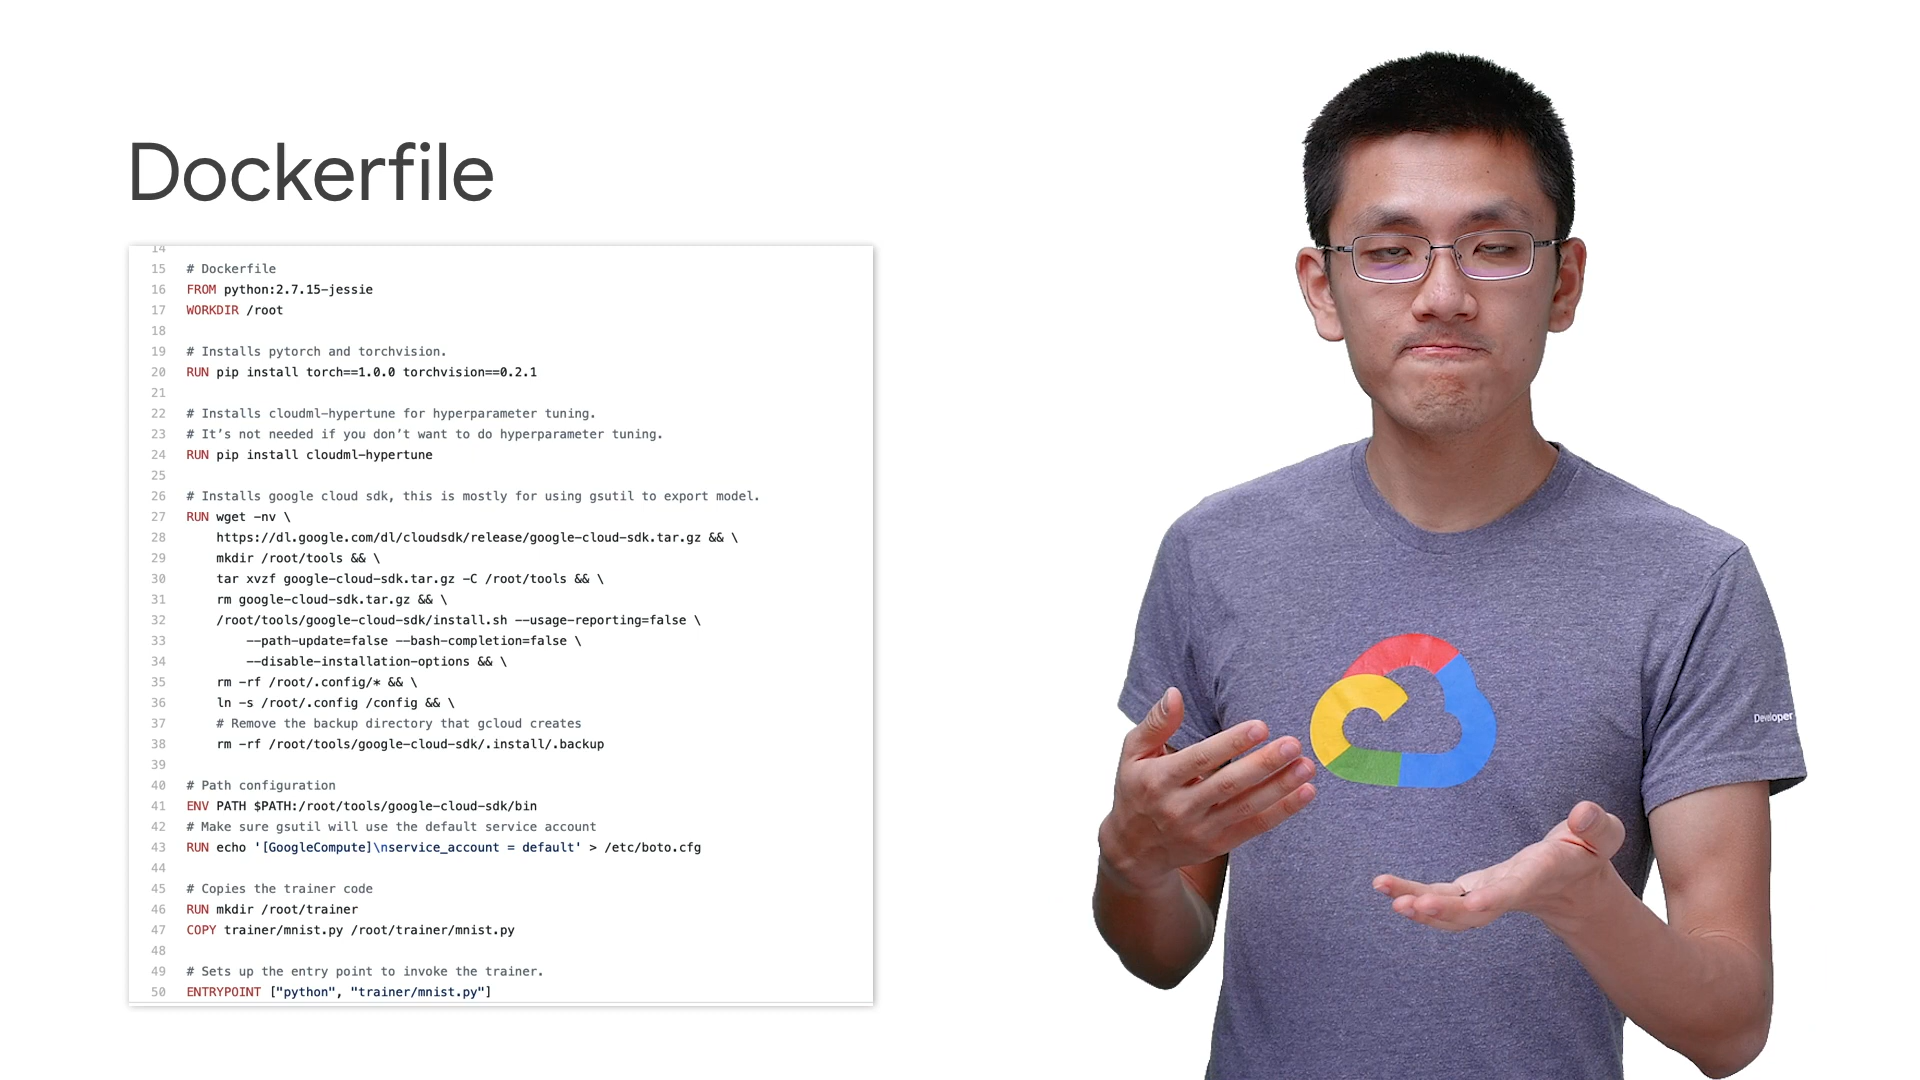 Dockerfile
14
15 # Dockerfile
16 FROM python:2.7.15-jessie
17 WORKDIR /root
18
19 # Installs pytorch and torchvision.
20 RUN pip install torch==1.0.0 torchvision==0.2.1
21
22 # Installs cloudml-hypertune for hyperparameter tuning.
23 # It’s not needed if you don’t want to do hyperparameter tuning.
24 RUN pip install cloudml-hypertune
25
26 # Installs google cloud sdk, this is mostly for using gsutil to export model.
27 RUN wget -nv \
28 https://dl.google.com/dl/cloudsdk/release/google-cloud-sdk.tar.gz && \
29 mkdir /root/tools && \
30 tar xvzf google-cloud-sdk.tar.gz -C /root/tools && \
31 rm google-cloud-sdk.tar.gz && \
32 /root/tools/google-cloud-sdk/install.sh --usage-reporting=false \
33 --path-update=false --bash-completion=false \
34 --disable-installation-options && \
35 rm -rf /root/.config/* && \
36 ln -s /root/.config /config && \
37 # Remove the backup directory that gcloud creates
38 rm -rf /root/tools/google-cloud-sdk/.install/.backup
39
40 # Path configuration
41 ENV PATH $PATH:/root/tools/google-cloud-sdk/bin
42 # Make sure gsutil will use the default service account
43 RUN echo '[GoogleCompute]\nservice_account = default' > /etc/boto.cfg
44
45 # Copies the trainer code
46 RUN mkdir /root/trainer
47 COPY trainer/mnist.py /root/trainer/mnist.py
48
49 # Sets up the entry point to invoke the trainer.
50 ENTRYPOINT ["python", "trainer/mnist.py"]
Developer